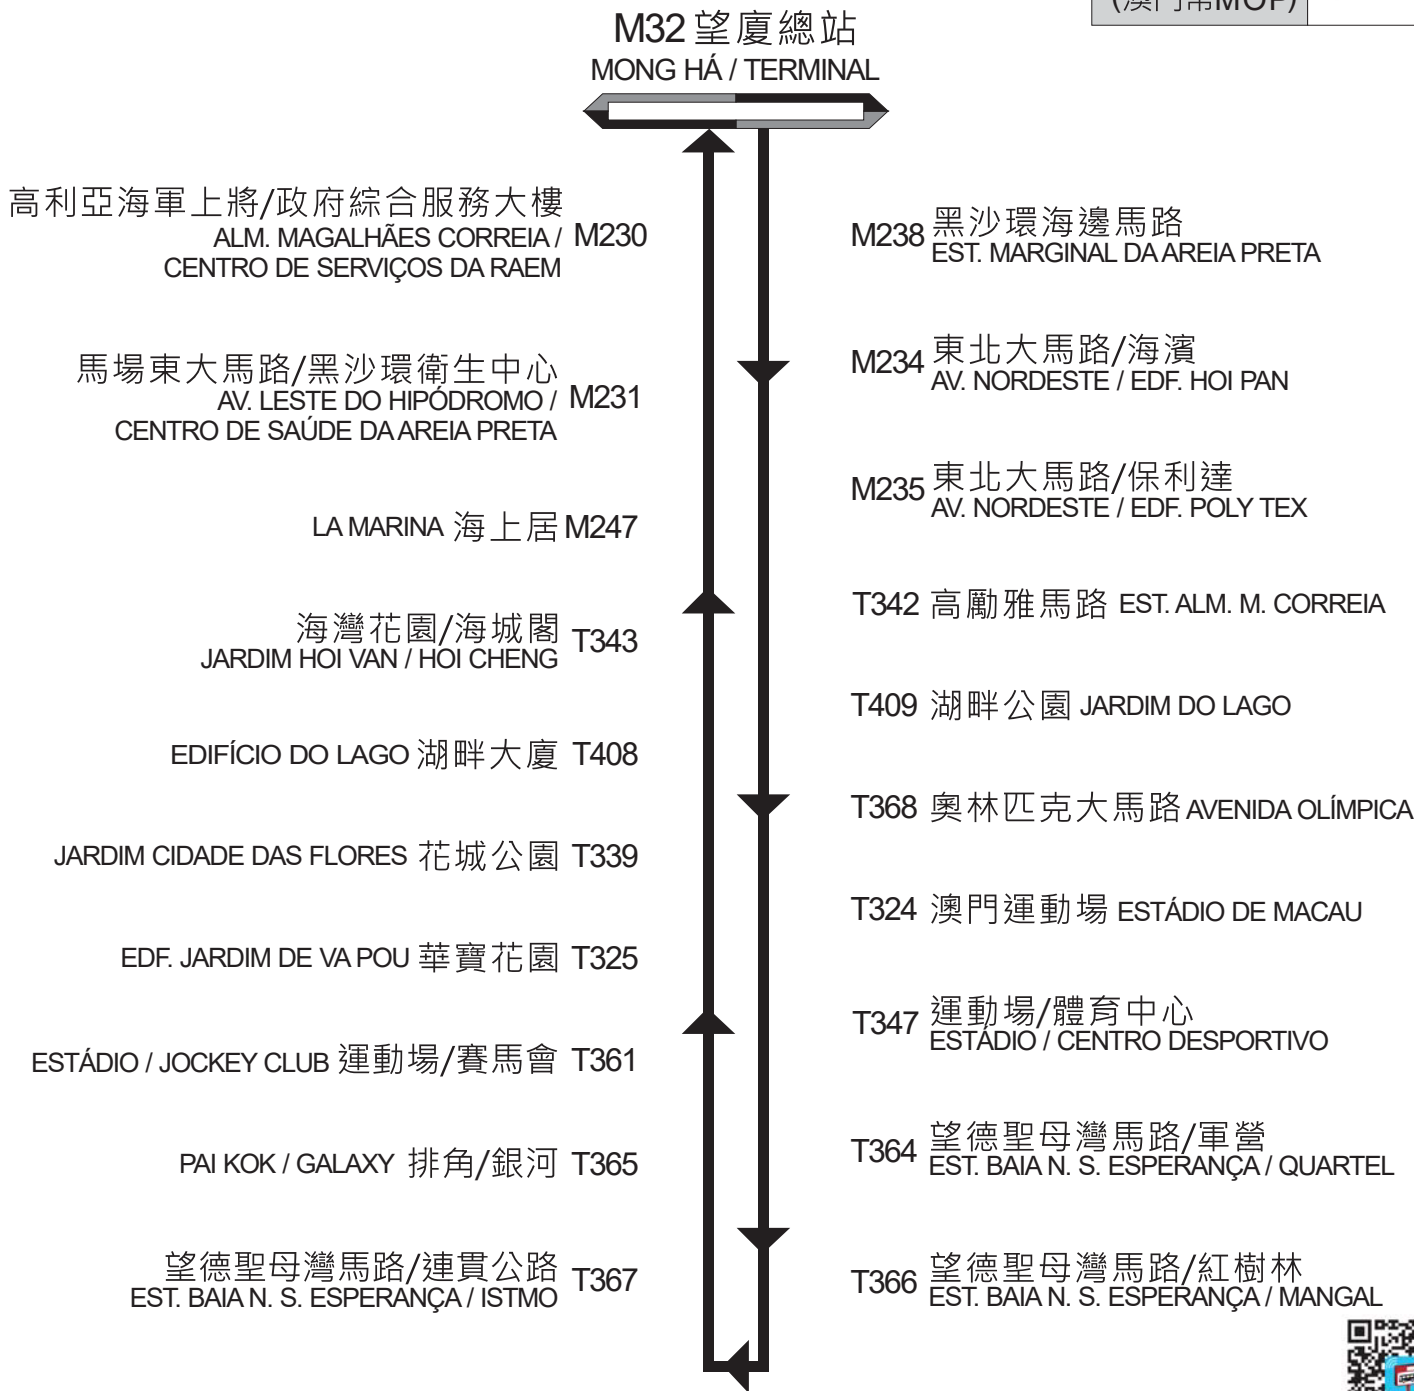 (澳門幣MOP)
M32 望廈總站
MONG HÁ / TERMINAL
高利亞海軍上將/政府綜合服務大樓
ALM. MAGALHÃES CORREIA /
CENTRO DE SERVIÇOS DA RAEM
M230
馬場東大馬路/黑沙環衛生中心
AV. LESTE DO HIPÓDROMO /
CENTRO DE SAÚDE DA AREIA PRETA
M231
LA MARINA 海上居 M247
海灣花園/海城閣
JARDIM HOI VAN / HOI CHENG
T343
EDIFÍCIO DO LAGO 湖畔大廈 T408
JARDIM CIDADE DAS FLORES 花城公園 T339
EDF. JARDIM DE VA POU 華寶花園 T325
ESTÁDIO / JOCKEY CLUB 運動場/賽馬會 T361
PAI KOK / GALAXY 排角/銀河 T365
望德聖母灣馬路/連貫公路
EST. BAIA N. S. ESPERANÇA / ISTMO
T367
M238
黑沙環海邊馬路
EST. MARGINAL DA AREIA PRETA
M234
東北大馬路/海濱
AV. NORDESTE / EDF. HOI PAN
M235
東北大馬路/保利達
AV. NORDESTE / EDF. POLY TEX
T342 高勵雅馬路 EST. ALM. M. CORREIA
T409 湖畔公園 JARDIM DO LAGO
T368 奧林匹克大馬路 AVENIDA OLÍMPICA
T324 澳門運動場 ESTÁDIO DE MACAU
T347
運動場/體育中心
ESTÁDIO / CENTRO DESPORTIVO
T364
望德聖母灣馬路/軍營
EST. BAIA N. S. ESPERANÇA / QUARTEL
T366
望德聖母灣馬路/紅樹林
EST. BAIA N. S. ESPERANÇA / MANGAL